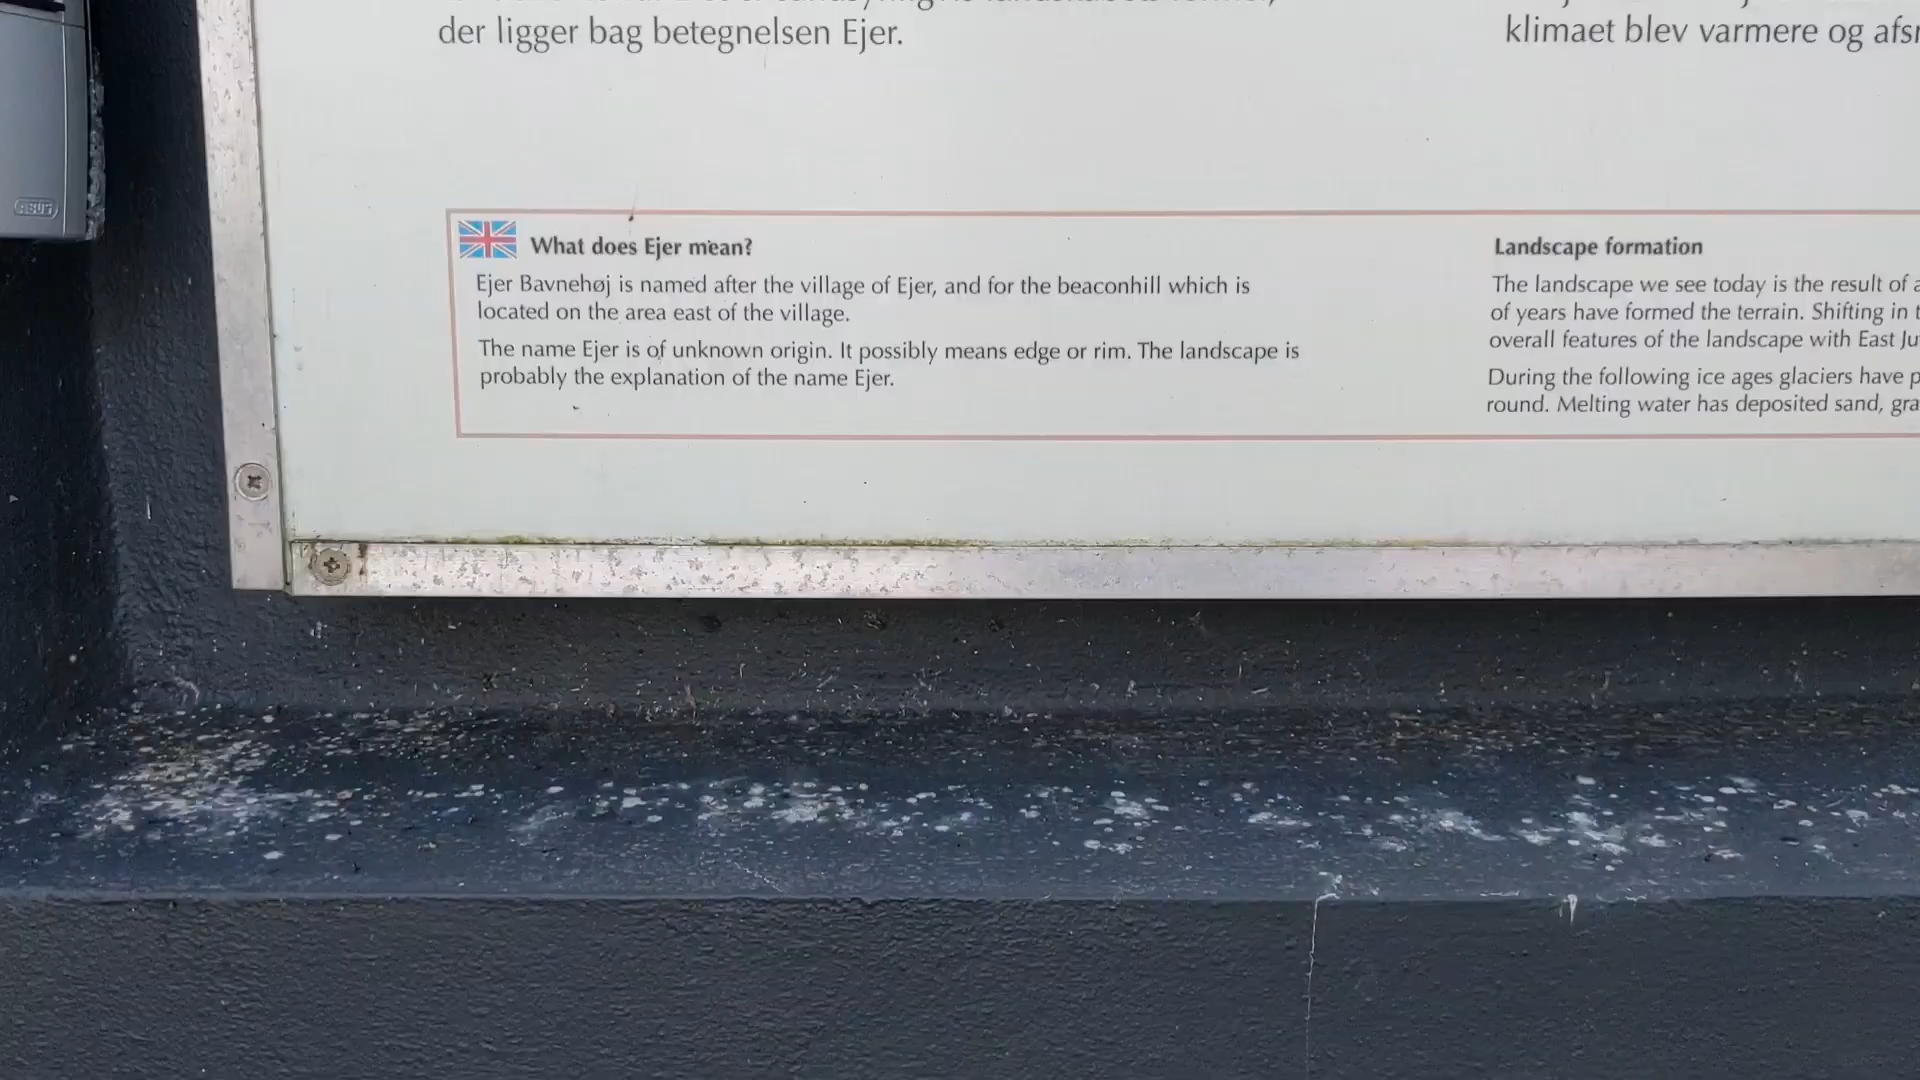 der ligger bag betegnelsen Ejer.
klimaet blev varmere og
ABUS
What does Ejer mean?
Ejer Bavnehøj is named after the village of Ejer, and for the beaconhill which is
located on the area east of the village.
The name Ejer is of unknown origin. It possibly means edge or rim. The landscape is
probably the explanation of the name Ejer.
Landscape formation
The landscape we see today is the result of
of years have formed the terrain. Shifting in
overall features of the landscape with East
During the following ice ages glaciers have
round. Melting water has deposited sand,